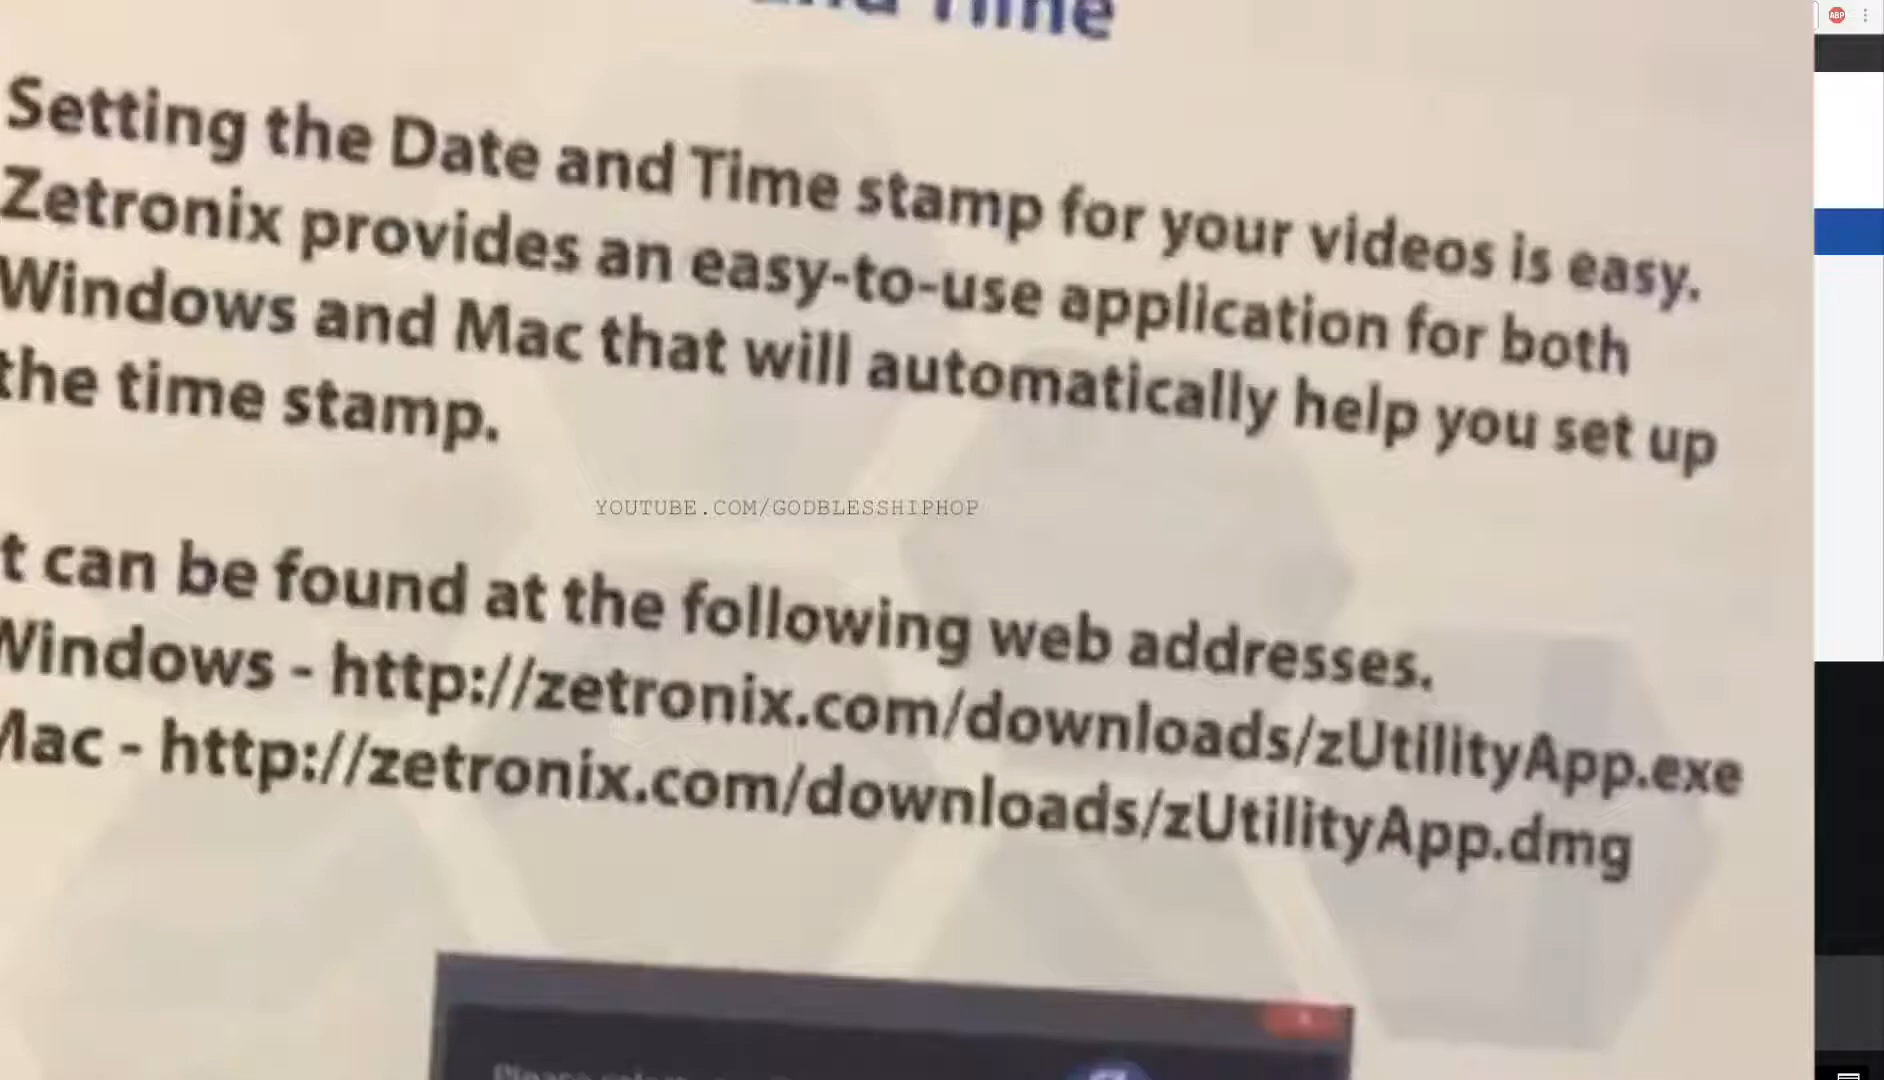 Time
Setting the Date and Time stamp for your videos is easy.
Zetronix provides an easy-to-use application for both
Windows and Mac that will automatically help you set up
the time stamp.
YOUTUBE.COM/GODBLESSHIPHOP
t can be found at the following web addresses.
Windows - http://zetronix.com/downloads/zUtilityApp.exe
Mac - http://zetronix.com/downloads/zUtilityApp.dmg
ABP